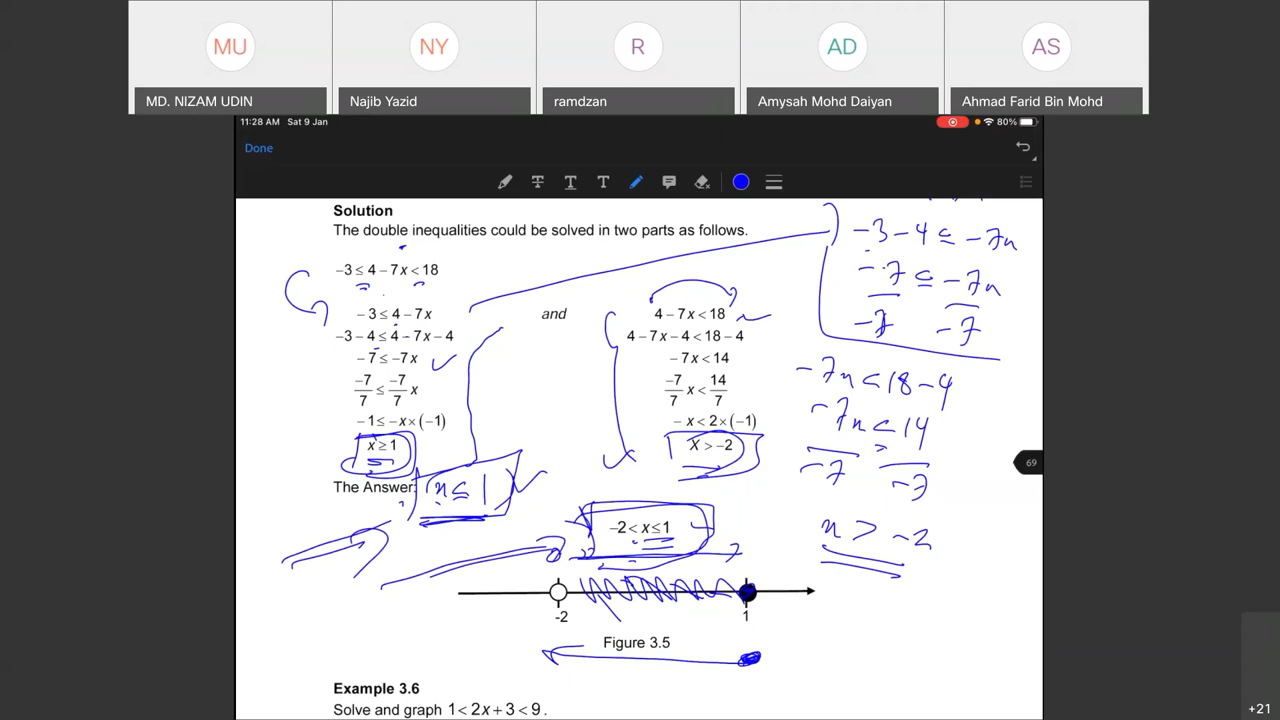 MU
NY
R
AD
AS
MD. NIZAM UDIN
Najib Yazid
ramdzan
Amysah Mohd Daiyan
Ahmad Farid Bin Mohd
11:28 AM Sat 9 Jan
80%
Done
Solution
The double inequalities could be solved in two parts as follows.
−3 ≤ 4 − 7x < 18
−3 ≤ 4 − 7x and 4 − 7x < 18
−3 − 4 ≤ 4 − 7x − 4 4 − 7x − 4 < 18 − 4
−7 ≤ −7x −7x < 14
−7/7 ≤ −7/7 x −7/7 x < 14/7
−1 ≤ −x × (−1) −x < 2 × (−1)
x ≥ 1 X > −2
The Answer:
x ≤ 1
−2 < x ≤ 1
-2 1
Figure 3.5
Example 3.6
Solve and graph 1 < 2x + 3 < 9 .
−3 − 4 ≤ −7x
−7 ≤ −7x
−7 −7
−7x < 18 − 4
−7x < 14
−7 −7
x > −2
69
+21